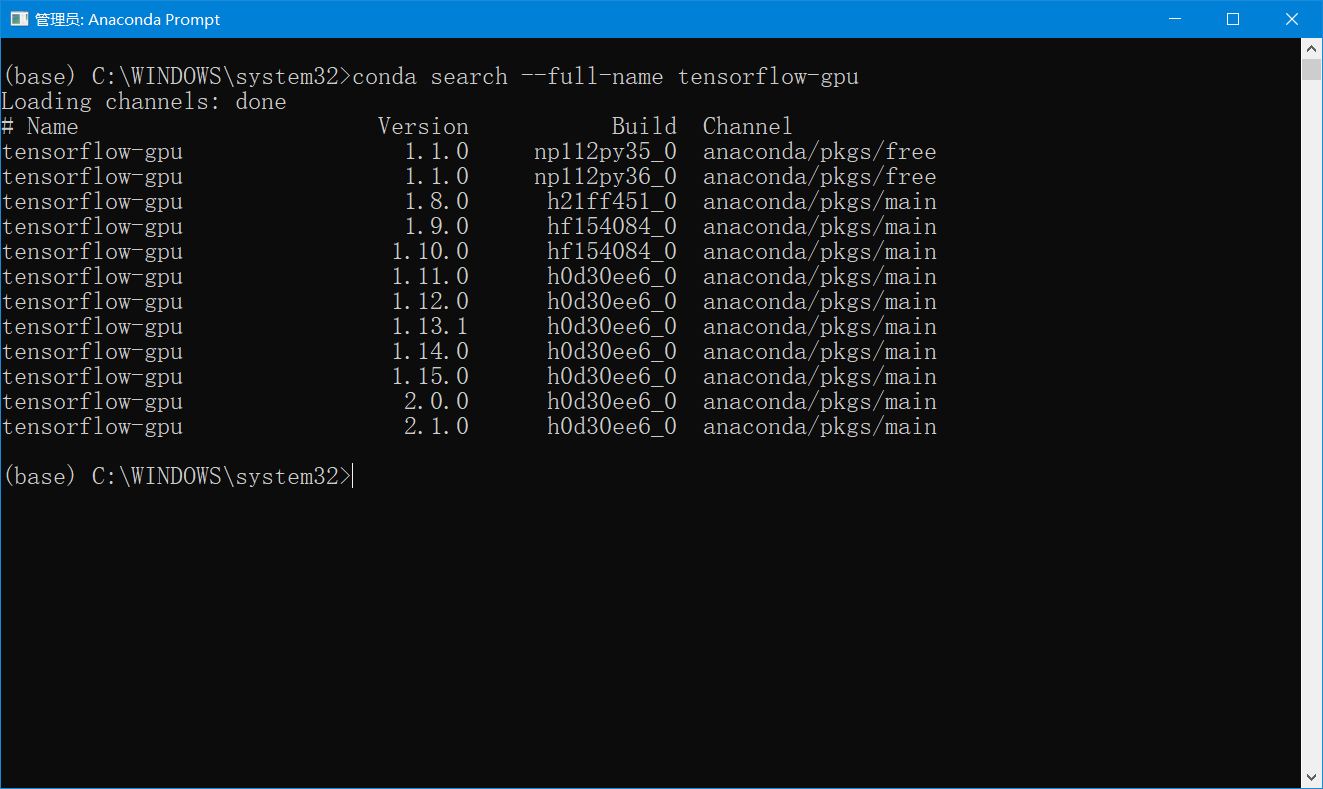 管理员: Anaconda Prompt
(base) C:\WINDOWS\system32>conda search --full-name tensorflow-gpu
Loading channels: done
# Name                       Version           Build  Channel
tensorflow-gpu                 1.1.0     np112py35_0  anaconda/pkgs/free
tensorflow-gpu                 1.1.0     np112py36_0  anaconda/pkgs/free
tensorflow-gpu                 1.8.0      h21ff451_0  anaconda/pkgs/main
tensorflow-gpu                 1.9.0      hf154084_0  anaconda/pkgs/main
tensorflow-gpu                1.10.0      hf154084_0  anaconda/pkgs/main
tensorflow-gpu                1.11.0      h0d30ee6_0  anaconda/pkgs/main
tensorflow-gpu                1.12.0      h0d30ee6_0  anaconda/pkgs/main
tensorflow-gpu                1.13.1      h0d30ee6_0  anaconda/pkgs/main
tensorflow-gpu                1.14.0      h0d30ee6_0  anaconda/pkgs/main
tensorflow-gpu                1.15.0      h0d30ee6_0  anaconda/pkgs/main
tensorflow-gpu                 2.0.0      h0d30ee6_0  anaconda/pkgs/main
tensorflow-gpu                 2.1.0      h0d30ee6_0  anaconda/pkgs/main
(base) C:\WINDOWS\system32>